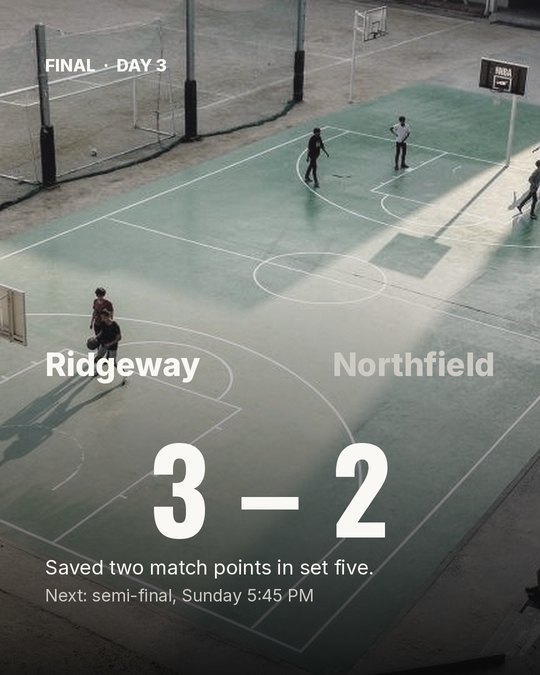 FINAL · DAY 3
Ridgeway
Northfield
3 – 2
Saved two match points in set five.
Next: semi-final, Sunday 5:45 PM